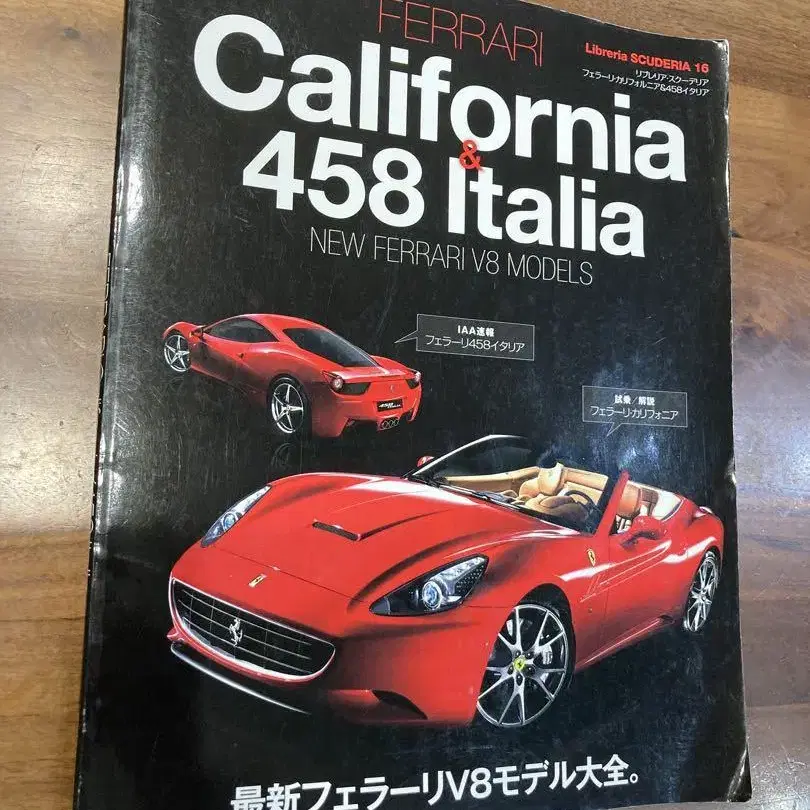 FERRARI
California
&
458 Italia
NEW FERRARI V8 MODELS
Libreria SCUDERIA 16
リブレリア・スクーデリア
フェラーリ・カリフォルニア&458イタリア
IAA速報
フェラーリ458イタリア
試乗/解説
フェラーリ・カリフォニア
最新フェラーリV8モデル大全。